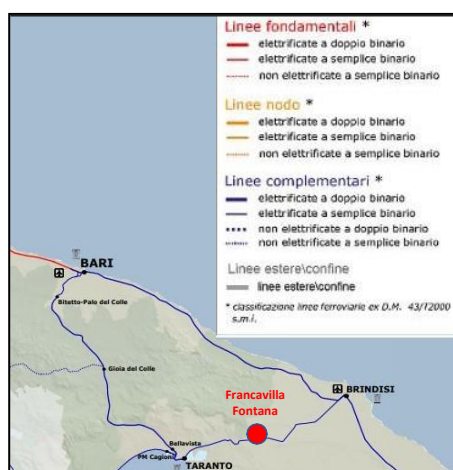 Linee fondamentali *
elettrificate a doppio binario
elettrificate a semplice binario
non elettrificate a semplice binario
Linee nodo *
elettrificate a doppio binario
elettrificate a semplice binario
non elettrificate a semplice binario
Linee complementari *
elettrificate a doppio binario
elettrificate a semplice binario
non elettrificate a doppio binario
non elettrificate a semplice binario
Linee estere\confine
linee estere\confine
* classificazione linee ferroviarie ex D.M. 43/T2000
s.m.i.
BARI
Bitetto-Palo del Colle
Gioia del Colle
Francavilla
Fontana
BRINDISI
Bellavista
PM Cagioni
TARANTO